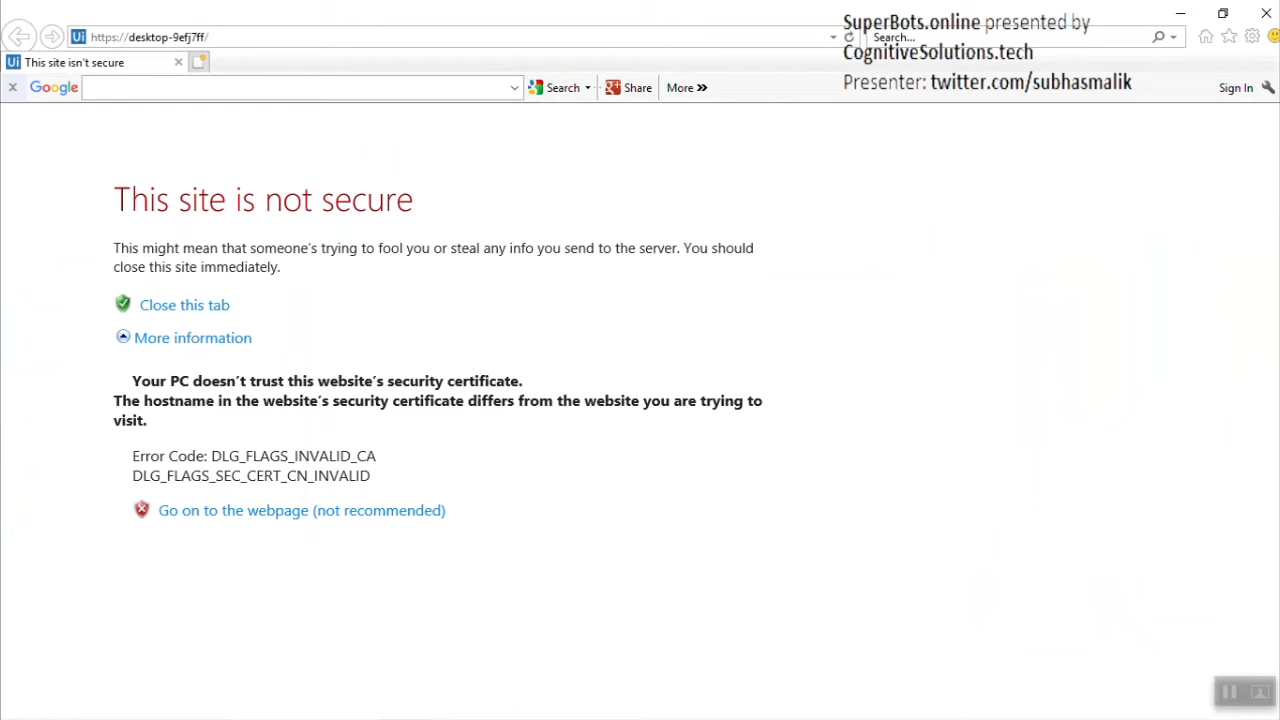 SuperBots.online presented by
CognitiveSolutions.tech
Presenter: twitter.com/subhasmalik
Ui https://desktop-9efj7ff/
Search...
Ui This site isn't secure
Google
Search
Share
More »
Sign In
This site is not secure
This might mean that someone's trying to fool you or steal any info you send to the server. You should
close this site immediately.
Close this tab
More information
Your PC doesn't trust this website's security certificate.
The hostname in the website's security certificate differs from the website you are trying to
visit.
Error Code: DLG_FLAGS_INVALID_CA
DLG_FLAGS_SEC_CERT_CN_INVALID
Go on to the webpage (not recommended)